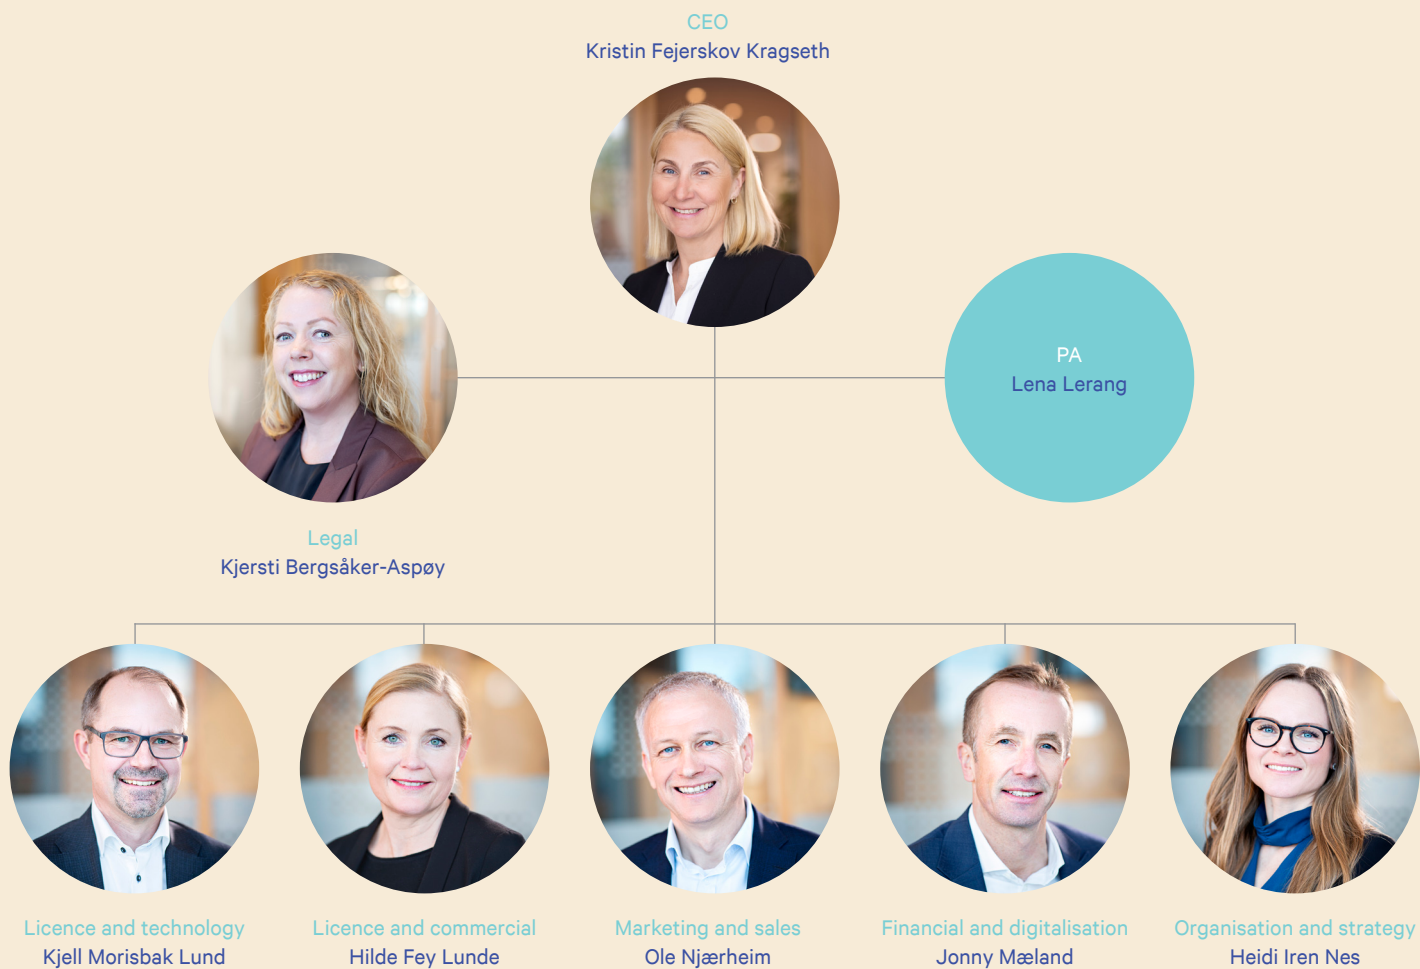 CEO
Kristin Fejerskov Kragseth
PA
Lena Lerang
Legal
Kjersti Bergsåker-Aspøy
Licence and technology
Kjell Morisbak Lund
Licence and commercial
Hilde Fey Lunde
Marketing and sales
Ole Njærheim
Financial and digitalisation
Jonny Mæland
Organisation and strategy
Heidi Iren Nes